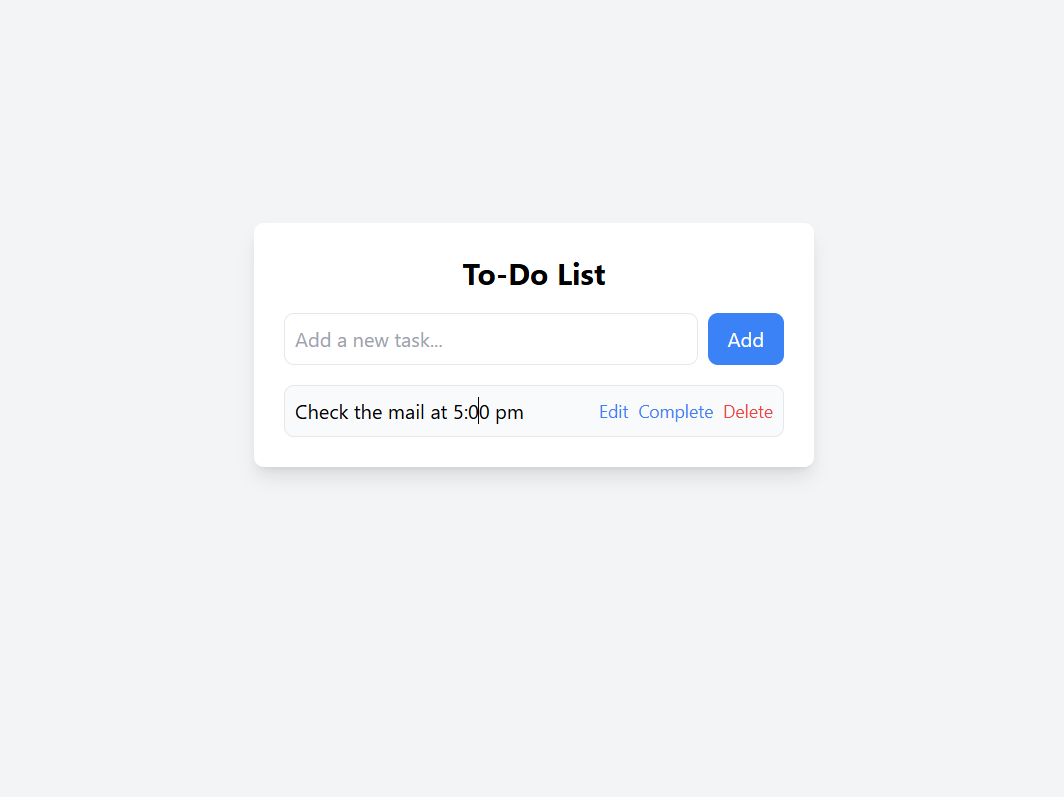 To-Do List
Add a new task...
Add
Check the mail at 5:00 pm
Edit Complete Delete